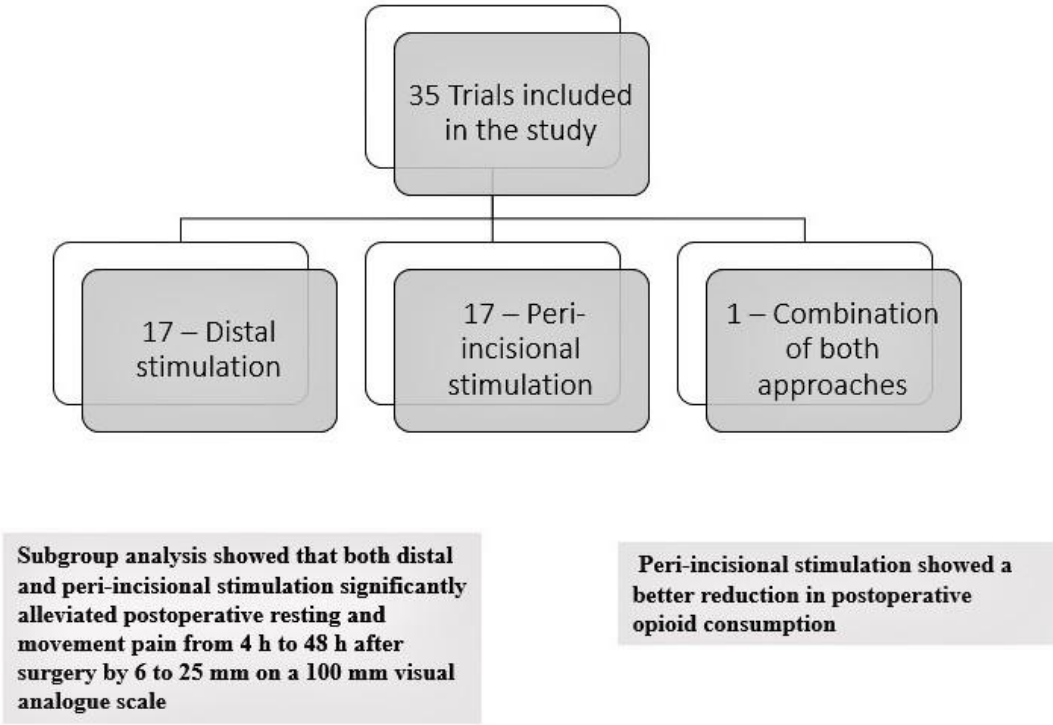 35 Trials included
in the study
17 – Distal
stimulation
17 – Peri-
incisional
stimulation
1 – Combination
of both
approaches
Subgroup analysis showed that both distal
and peri-incisional stimulation significantly
alleviated postoperative resting and
movement pain from 4 h to 48 h after
surgery by 6 to 25 mm on a 100 mm visual
analogue scale
Peri-incisional stimulation showed a
better reduction in postoperative
opioid consumption